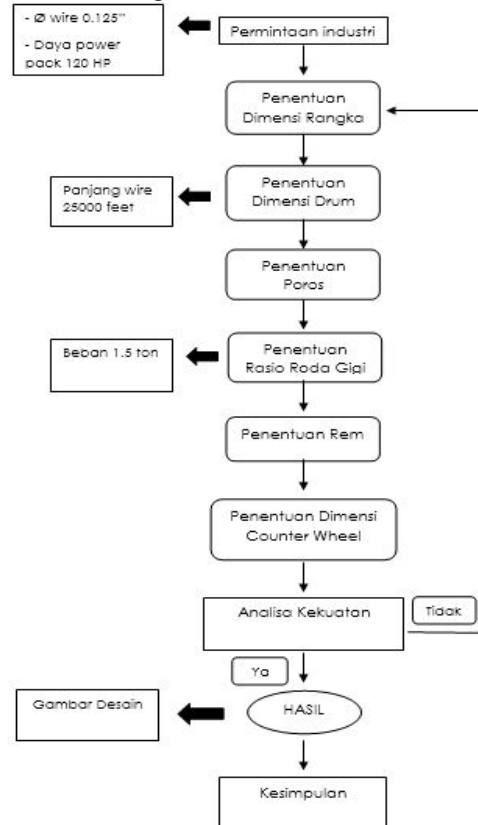 - Ø wire 0.125"
- Daya power
pack 120 HP
Permintaan industri
Penentuan
Dimensi Rangka
Panjang wire
25000 feet
Penentuan
Dimensi Drum
Penentuan
Poros
Beban 1.5 ton
Penentuan
Rasio Roda Gigi
Penentuan Rem
Penentuan Dimensi
Counter Wheel
Analisa Kekuatan
Tidak
Ya
Gambar Desain
HASIL
Kesimpulan